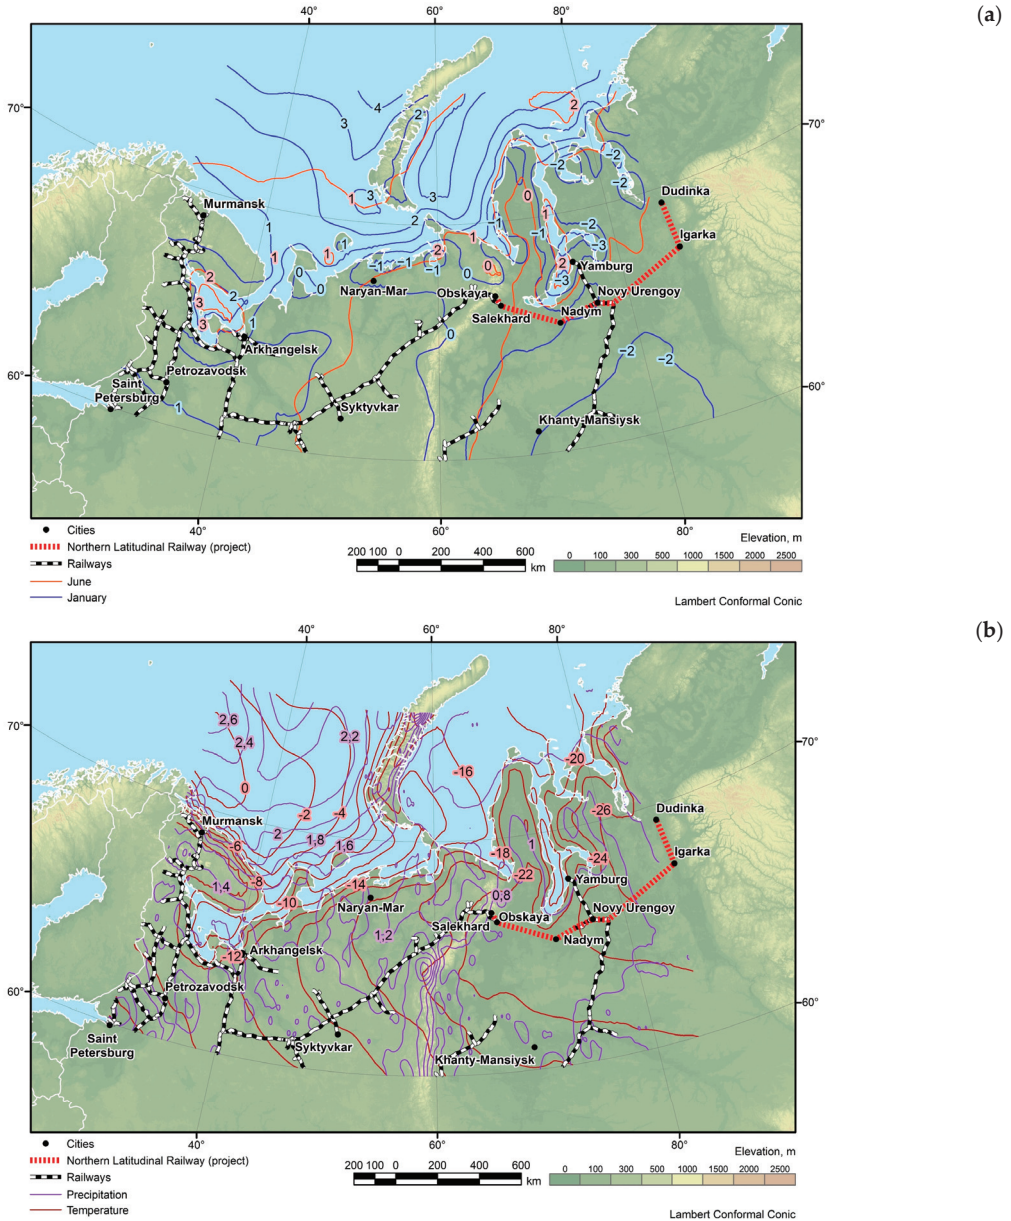 (a)
40°
60°
80°
70°
70°
4
2
3
2
−2
−2
−2
Dudinka
3
3
1
0
Murmansk
2
1
−1
1
−2
Igarka
1
1
1
−1
−3
1
2
2
Yamburg
2
0
−1
−1
−1
0
0
−3
0
Naryan-Mar
Obskaya
Novy Urengoy
3
2
Salekhard
Nadym
3
1
0
Arkhangelsk
−2
−2
60°
Saint
Petersburg
Petrozavodsk
60°
1
Syktyvkar
Khanty-Mansiysk
40°
60°
80°
Cities
Northern Latitudinal Railway (project)
Railways
June
January
200 100 0 200 400 600
km
Elevation, m
0 100 300 500 1000 1500 2000 2500
Lambert Conformal Conic
(b)
40°
60°
80°
70°
70°
2,6
2,4
2,2
-16
-20
0
-26
-2
-4
Dudinka
Murmansk
2
1,8
1,6
1
-6
-18
-24
Igarka
1,4
-8
-14
-22
Yamburg
-10
Naryan-Mar
0,8
Novy Urengoy
Salekhard
Obskaya
1,2
Nadym
-12
Arkhangelsk
60°
Petrozavodsk
60°
Saint
Petersburg
Syktyvkar
Khanty-Mansiysk
40°
60°
80°
Cities
Northern Latitudinal Railway (project)
Railways
Precipitation
Temperature
200 100 0 200 400 600
km
Elevation, m
0 100 300 500 1000 1500 2000 2500
Lambert Conformal Conic